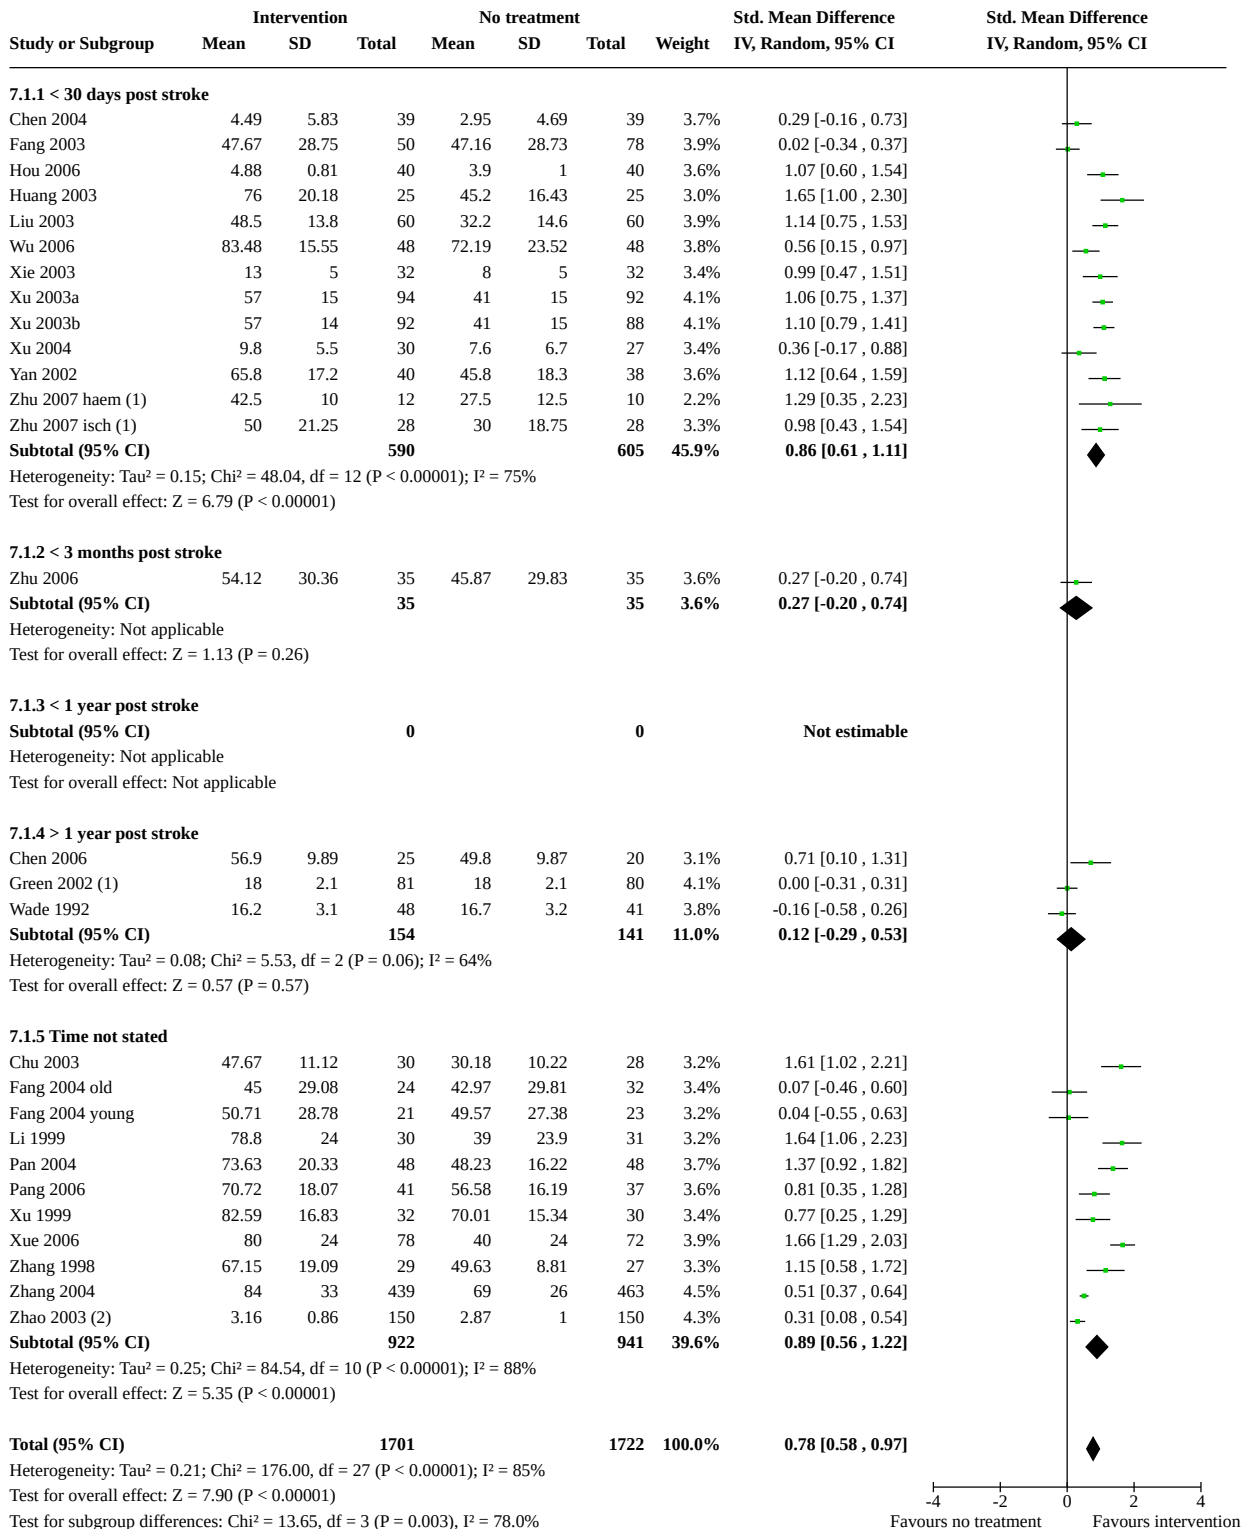 Intervention No treatment Std. Mean Difference Std. Mean Difference
Study or Subgroup Mean SD Total Mean SD Total Weight IV, Random, 95% CI IV, Random, 95% CI
7.1.1 < 30 days post stroke
Chen 2004 4.49 5.83 39 2.95 4.69 39 3.7% 0.29 [-0.16 , 0.73]
Fang 2003 47.67 28.75 50 47.16 28.73 78 3.9% 0.02 [-0.34 , 0.37]
Hou 2006 4.88 0.81 40 3.9 1 40 3.6% 1.07 [0.60 , 1.54]
Huang 2003 76 20.18 25 45.2 16.43 25 3.0% 1.65 [1.00 , 2.30]
Liu 2003 48.5 13.8 60 32.2 14.6 60 3.9% 1.14 [0.75 , 1.53]
Wu 2006 83.48 15.55 48 72.19 23.52 48 3.8% 0.56 [0.15 , 0.97]
Xie 2003 13 5 32 8 5 32 3.4% 0.99 [0.47 , 1.51]
Xu 2003a 57 15 94 41 15 92 4.1% 1.06 [0.75 , 1.37]
Xu 2003b 57 14 92 41 15 88 4.1% 1.10 [0.79 , 1.41]
Xu 2004 9.8 5.5 30 7.6 6.7 27 3.4% 0.36 [-0.17 , 0.88]
Yan 2002 65.8 17.2 40 45.8 18.3 38 3.6% 1.12 [0.64 , 1.59]
Zhu 2007 haem (1) 42.5 10 12 27.5 12.5 10 2.2% 1.29 [0.35 , 2.23]
Zhu 2007 isch (1) 50 21.25 28 30 18.75 28 3.3% 0.98 [0.43 , 1.54]
Subtotal (95% CI) 590 605 45.9% 0.86 [0.61 , 1.11]
Heterogeneity: Tau² = 0.15; Chi² = 48.04, df = 12 (P < 0.00001); I² = 75%
Test for overall effect: Z = 6.79 (P < 0.00001)
7.1.2 < 3 months post stroke
Zhu 2006 54.12 30.36 35 45.87 29.83 35 3.6% 0.27 [-0.20 , 0.74]
Subtotal (95% CI) 35 35 3.6% 0.27 [-0.20 , 0.74]
Heterogeneity: Not applicable
Test for overall effect: Z = 1.13 (P = 0.26)
7.1.3 < 1 year post stroke
Subtotal (95% CI) 0 0 Not estimable
Heterogeneity: Not applicable
Test for overall effect: Not applicable
7.1.4 > 1 year post stroke
Chen 2006 56.9 9.89 25 49.8 9.87 20 3.1% 0.71 [0.10 , 1.31]
Green 2002 (1) 18 2.1 81 18 2.1 80 4.1% 0.00 [-0.31 , 0.31]
Wade 1992 16.2 3.1 48 16.7 3.2 41 3.8% -0.16 [-0.58 , 0.26]
Subtotal (95% CI) 154 141 11.0% 0.12 [-0.29 , 0.53]
Heterogeneity: Tau² = 0.08; Chi² = 5.53, df = 2 (P = 0.06); I² = 64%
Test for overall effect: Z = 0.57 (P = 0.57)
7.1.5 Time not stated
Chu 2003 47.67 11.12 30 30.18 10.22 28 3.2% 1.61 [1.02 , 2.21]
Fang 2004 old 45 29.08 24 42.97 29.81 32 3.4% 0.07 [-0.46 , 0.60]
Fang 2004 young 50.71 28.78 21 49.57 27.38 23 3.2% 0.04 [-0.55 , 0.63]
Li 1999 78.8 24 30 39 23.9 31 3.2% 1.64 [1.06 , 2.23]
Pan 2004 73.63 20.33 48 48.23 16.22 48 3.7% 1.37 [0.92 , 1.82]
Pang 2006 70.72 18.07 41 56.58 16.19 37 3.6% 0.81 [0.35 , 1.28]
Xu 1999 82.59 16.83 32 70.01 15.34 30 3.4% 0.77 [0.25 , 1.29]
Xue 2006 80 24 78 40 24 72 3.9% 1.66 [1.29 , 2.03]
Zhang 1998 67.15 19.09 29 49.63 8.81 27 3.3% 1.15 [0.58 , 1.72]
Zhang 2004 84 33 439 69 26 463 4.5% 0.51 [0.37 , 0.64]
Zhao 2003 (2) 3.16 0.86 150 2.87 1 150 4.3% 0.31 [0.08 , 0.54]
Subtotal (95% CI) 922 941 39.6% 0.89 [0.56 , 1.22]
Heterogeneity: Tau² = 0.25; Chi² = 84.54, df = 10 (P < 0.00001); I² = 88%
Test for overall effect: Z = 5.35 (P < 0.00001)
Total (95% CI) 1701 1722 100.0% 0.78 [0.58 , 0.97]
Heterogeneity: Tau² = 0.21; Chi² = 176.00, df = 27 (P < 0.00001); I² = 85%
Test for overall effect: Z = 7.90 (P < 0.00001)
-4 -2 0 2 4
Test for subgroup differences: Chi² = 13.65, df = 3 (P = 0.003), I² = 78.0% Favours no treatment Favours intervention